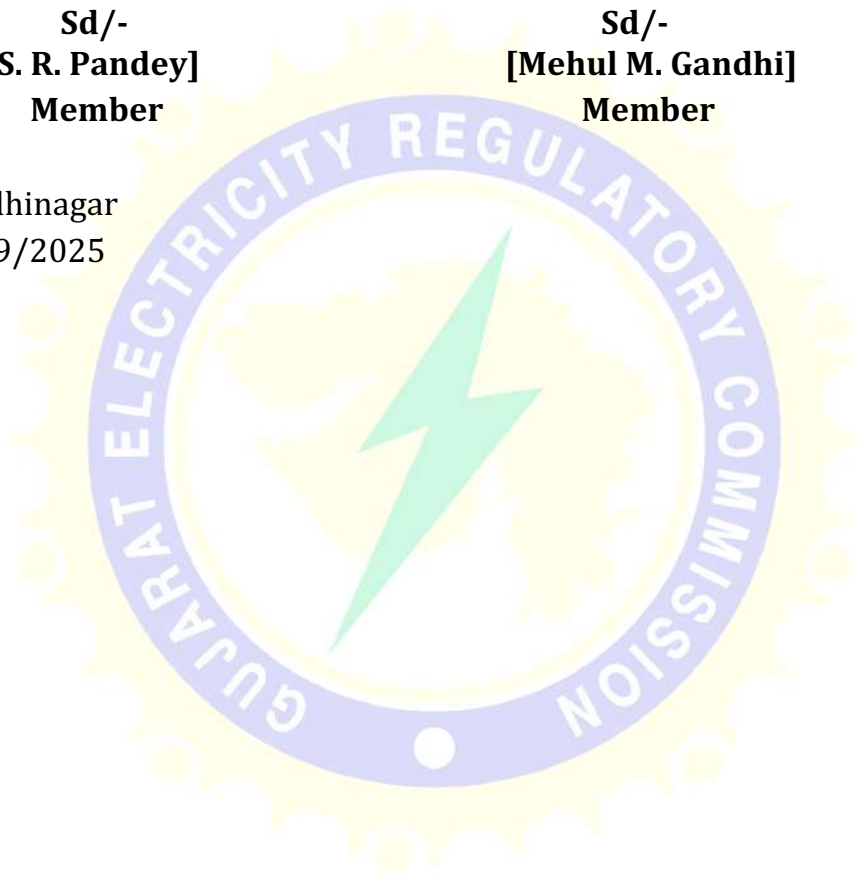 Sd/- Sd/-
S. R. Pandey] [Mehul M. Gandhi]
Member Member
dhinagar
9/2025
GUJARAT ELECTRICITY REGULATORY COMMISSION